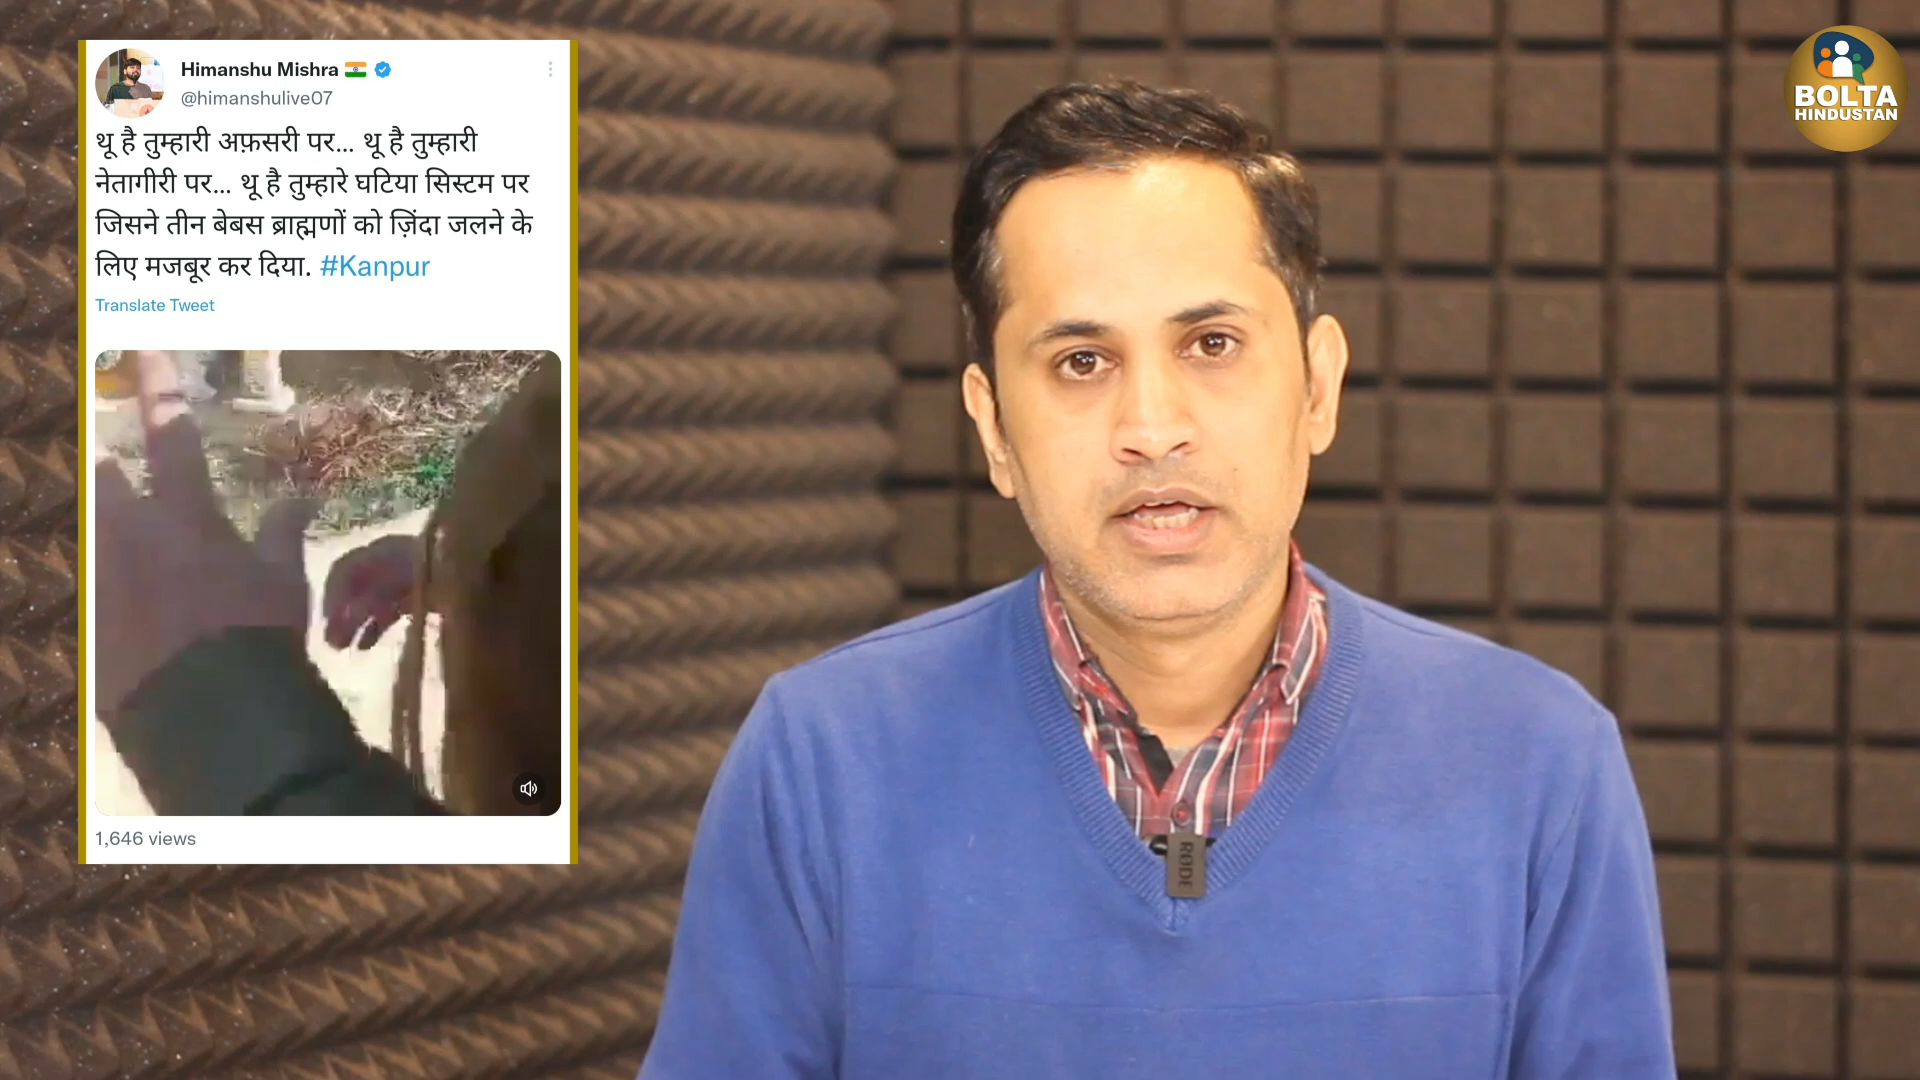 Himanshu Mishra
@himanshulive07
थू है तुम्हारी अफ़सरी पर... थू है तुम्हारी
नेतागीरी पर... थू है तुम्हारे घटिया सिस्टम पर
जिसने तीन बेबस ब्राह्मणों को ज़िंदा जलने के
लिए मजबूर कर दिया. #Kanpur
Translate Tweet
1,646 views
BOLTA
HINDUSTAN
RØDE